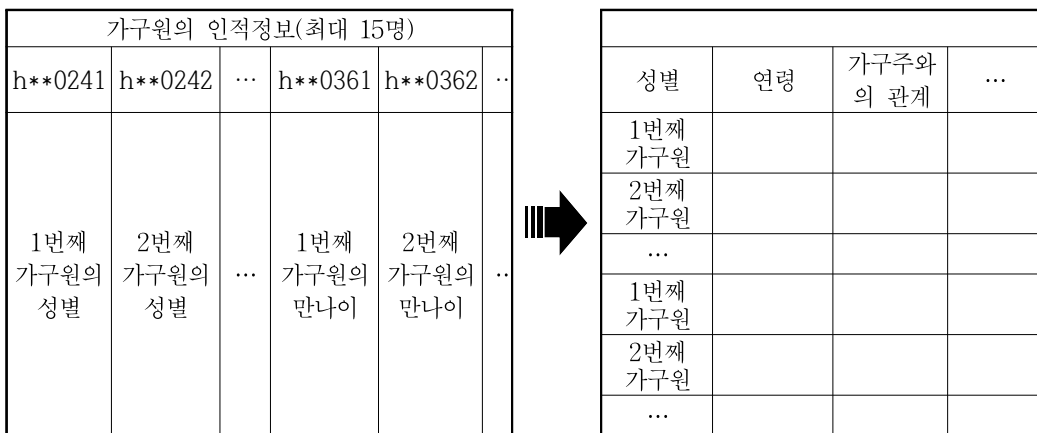 가구원의 인적정보(최대 15명)
h**0241 h**0242 … h**0361 h**0362 ‥
1번째 2번째 1번째 2번째
가구원의 가구원의 … 가구원의 가구원의 ‥
성별 성별 만나이 만나이
성별 연령 가구주와 …
의 관계
1번째
가구원
2번째
가구원
…
1번째
가구원
2번째
가구원
…